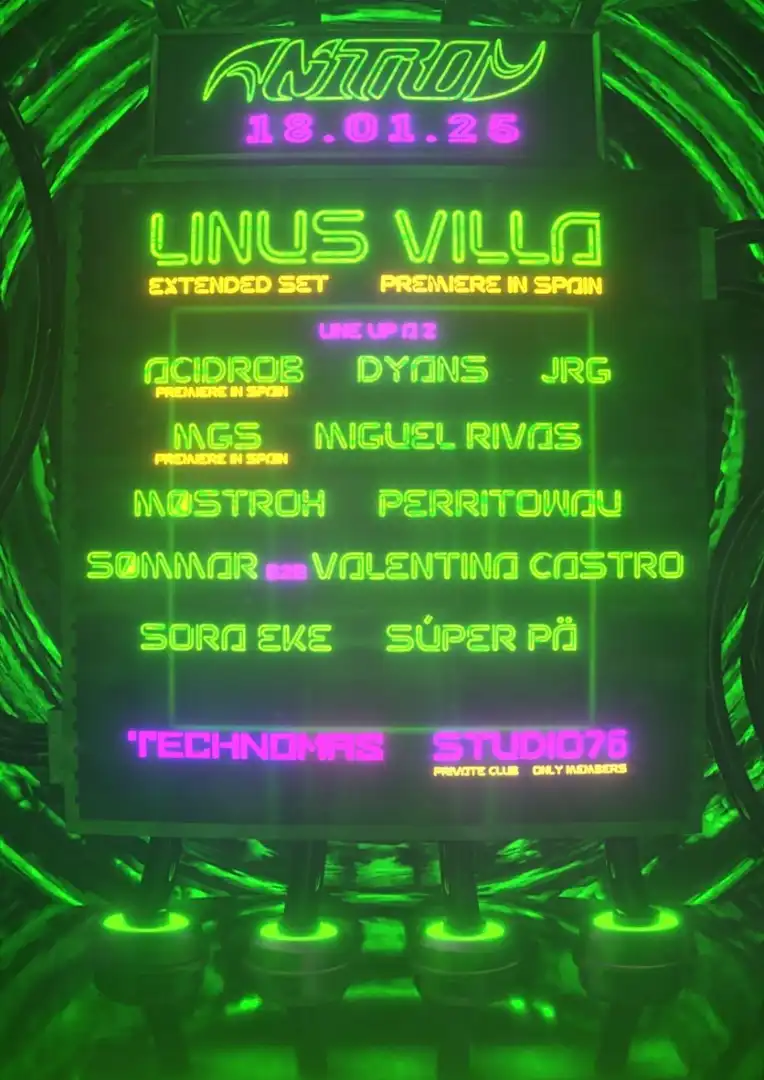 ANTROY
18.01.25
LINUS VILLA
EXTENDED SET PREMIERE IN SPAIN
LINE UP A Z
ACIDROB DYANS JRG
PREMIERE IN SPAIN
MGS MIGUEL RIVAS
PREMIERE IN SPAIN
MØSTROH PERRITOWAU
SØMMAR B2B VALENTINA CASTRO
SORA EKE SÚPER PÄ
TECHNOMAS STUDIO76
PRIVATE CLUB ONLY MEMBERS